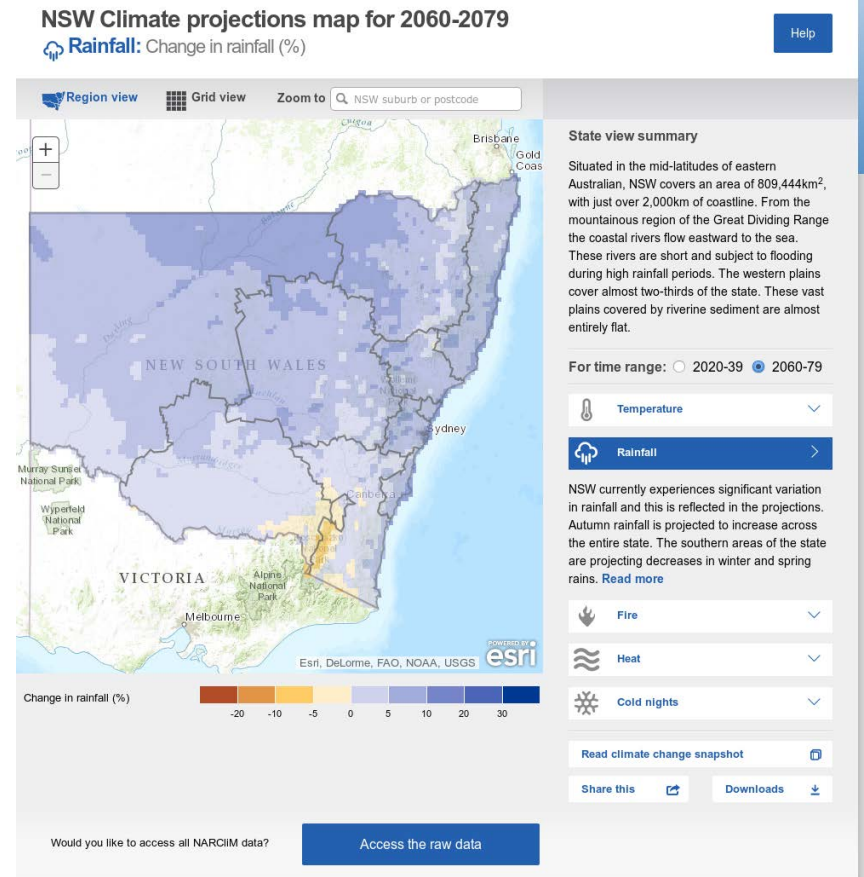 NSW Climate projections map for 2060-2079
Rainfall: Change in rainfall (%)
Help
Region view
Grid view
Zoom to
NSW suburb or postcode
Brisbane
Gold
Coas
+
−
NEW SOUTH WALES
Sydney
Canberra
Murray Sunset
National Park
Wyperfeld
National
Park
VICTORIA
Alpine
National
Park
Melbourne
POWERED BY
esri
Esri, DeLorme, FAO, NOAA, USGS
Change in rainfall (%)
-20 -10 -5 0 5 10 20 30
State view summary
Situated in the mid-latitudes of eastern
Australian, NSW covers an area of 809,444km²,
with just over 2,000km of coastline. From the
mountainous region of the Great Dividing Range
the coastal rivers flow eastward to the sea.
These rivers are short and subject to flooding
during high rainfall periods. The western plains
cover almost two-thirds of the state. These vast
plains covered by riverine sediment are almost
entirely flat.
For time range: 2020-39 2060-79
Temperature
Rainfall
NSW currently experiences significant variation
in rainfall and this is reflected in the projections.
Autumn rainfall is projected to increase across
the entire state. The southern areas of the state
are projecting decreases in winter and spring
rains. Read more
Fire
Heat
Cold nights
Read climate change snapshot
Share this
Downloads
Would you like to access all NARCliM data?
Access the raw data